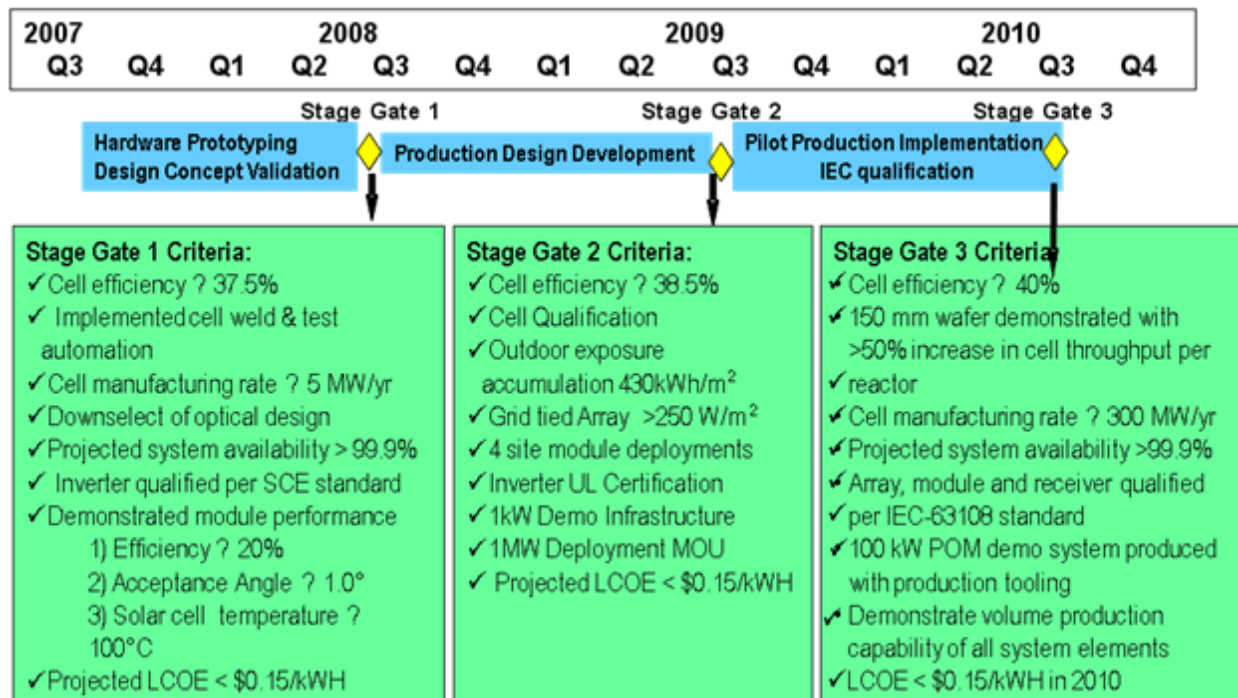 2007 2008 2009 2010
Q3 Q4 Q1 Q2 Q3 Q4 Q1 Q2 Q3 Q4 Q1 Q2 Q3 Q4
Stage Gate 1 Stage Gate 2 Stage Gate 3
Hardware Prototyping
Design Concept Validation
Production Design Development
Pilot Production Implementation
IEC qualification
Stage Gate 1 Criteria:
✓Cell efficiency ? 37.5%
✓ Implemented cell weld & test
automation
✓Cell manufacturing rate ? 5 MW/yr
✓Downselect of optical design
✓Projected system availability > 99.9%
✓ Inverter qualified per SCE standard
✓Demonstrated module performance
1) Efficiency ? 20%
2) Acceptance Angle ? 1.0°
3) Solar cell temperature ?
100°C
✓Projected LCOE < $0.15/kWH
Stage Gate 2 Criteria:
✓Cell efficiency ? 38.5%
✓Cell Qualification
✓Outdoor exposure
accumulation 430kWh/m²
✓Grid tied Array >250 W/m²
✓4 site module deployments
✓Inverter UL Certification
✓1kW Demo Infrastructure
✓1MW Deployment MOU
✓ Projected LCOE < $0.15/kWH
Stage Gate 3 Criteria
✓Cell efficiency ? 40%
✓150 mm wafer demonstrated with
>50% increase in cell throughput per
✓reactor
✓Cell manufacturing rate ? 300 MW/yr
✓Projected system availability >99.9%
✓Array, module and receiver qualified
✓per IEC-63108 standard
✓100 kW POM demo system produced
with production tooling
✓Demonstrate volume production
capability of all system elements
✓LCOE < $0.15/kWH in 2010